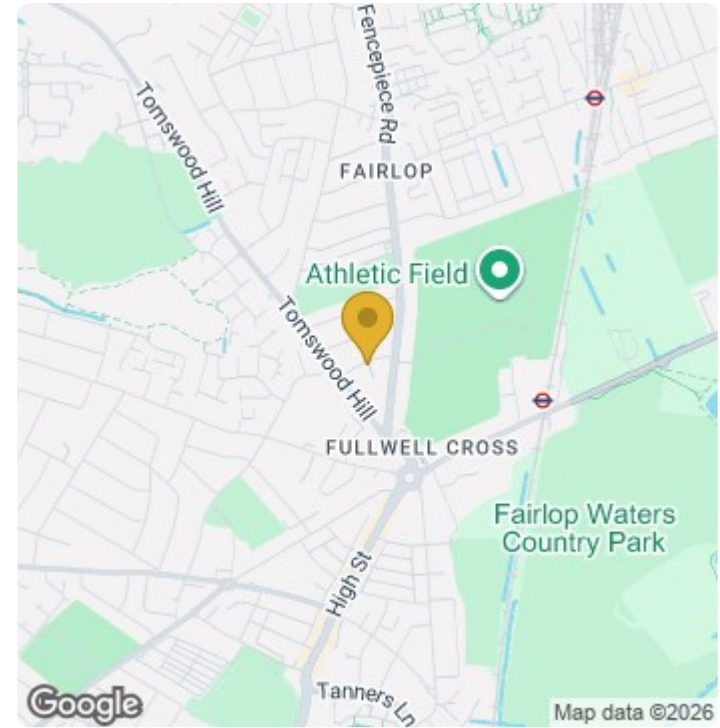 Fencepiece Rd
Tomswood Hill
FAIRLOP
Athletic Field
Tomswood Hill
FULLWELL CROSS
Fairlop Waters
Country Park
High St
Tanners Ln
Google
Map data ©2026